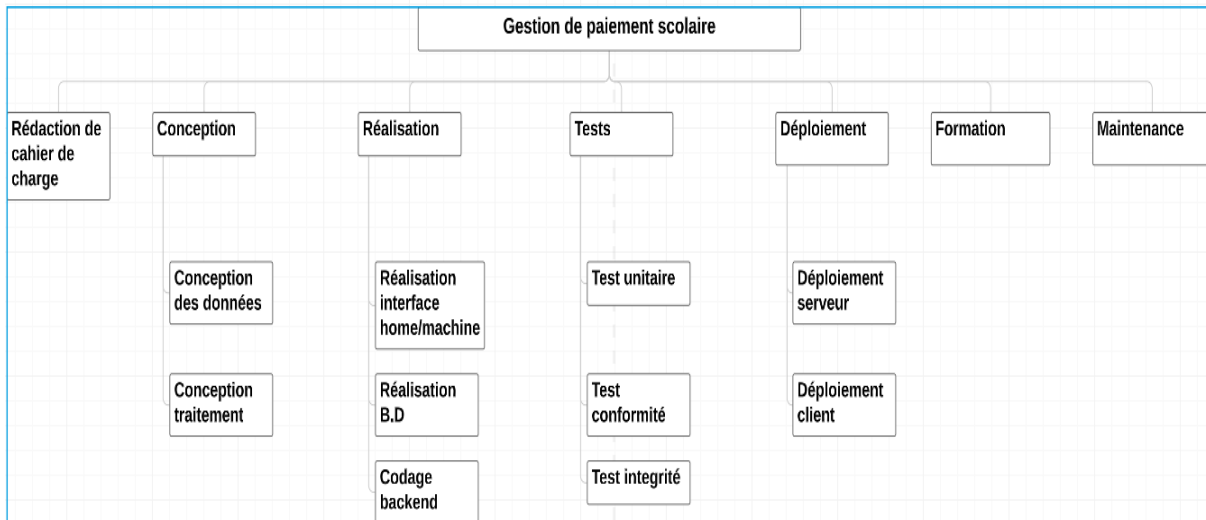 Gestion de paiement scolaire
Rédaction de
cahier de
charge
Conception
Réalisation
Tests
Déploiement
Formation
Maintenance
Conception
des données
Réalisation
interface
home/machine
Test unitaire
Déploiement
serveur
Conception
traitement
Réalisation
B.D
Test
conformité
Déploiement
client
Codage
backend
Test integrité